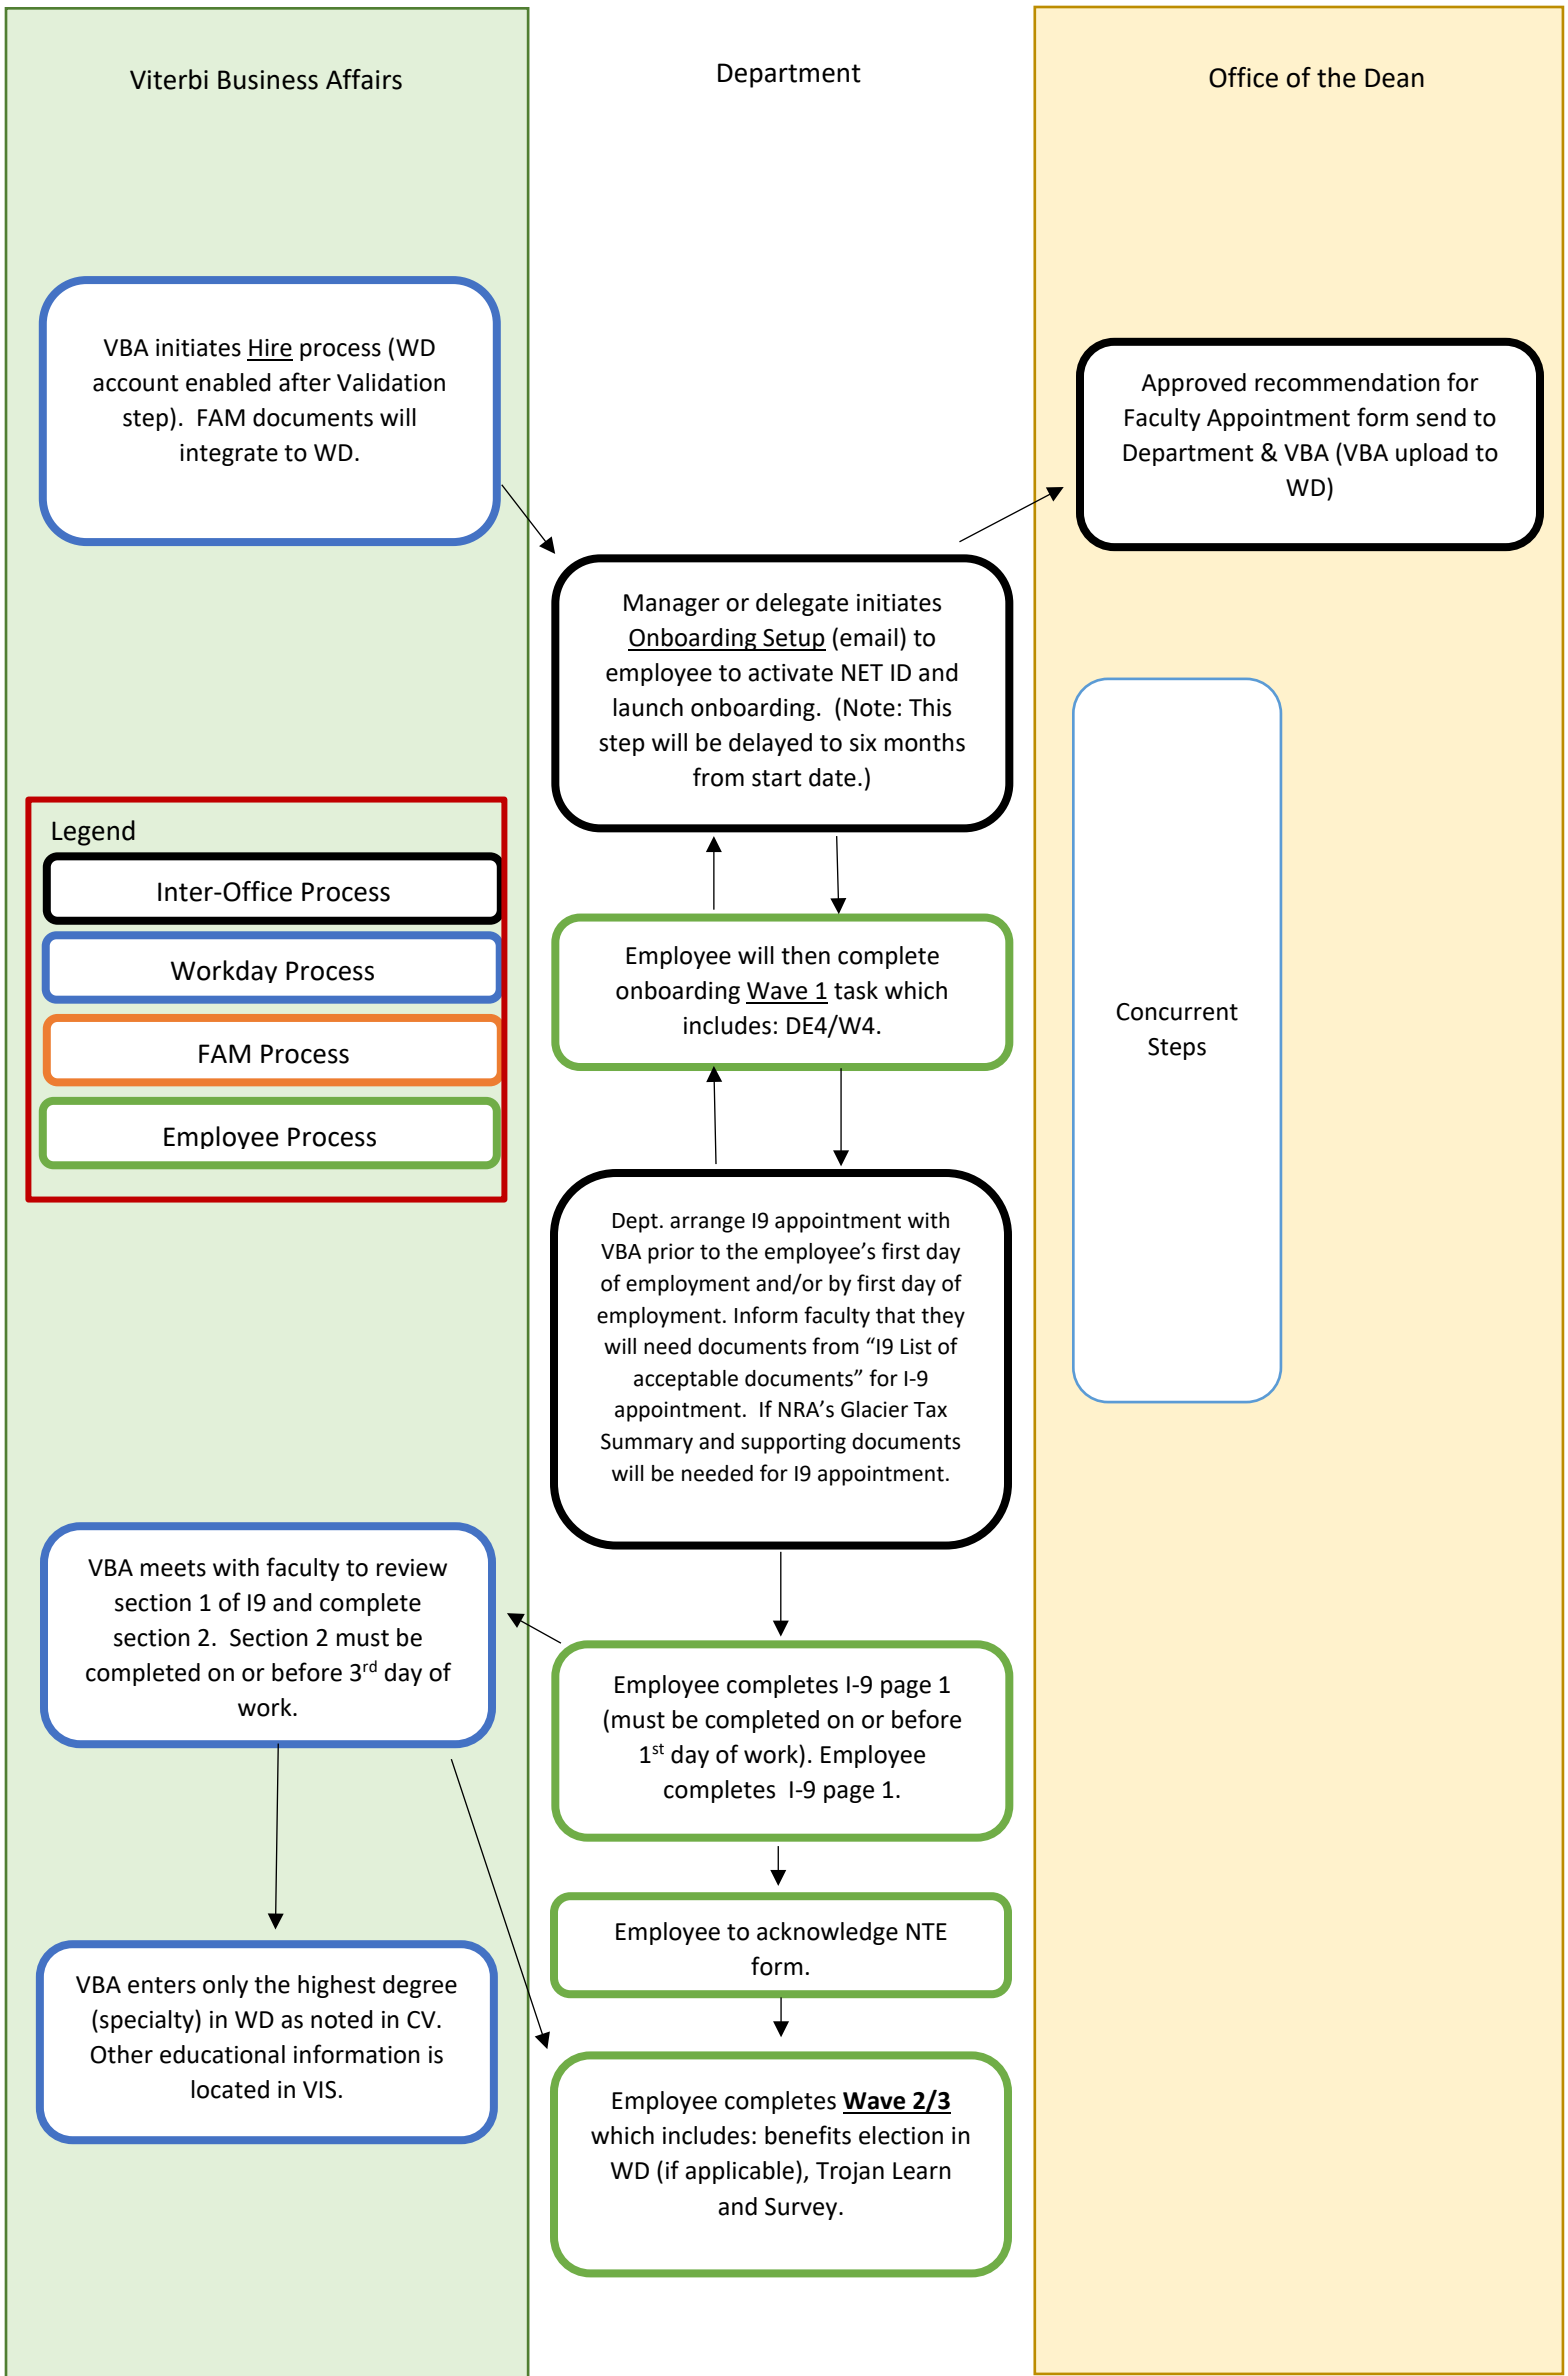 Viterbi Business Affairs
Department
Office of the Dean
VBA initiates Hire process (WD
account enabled after Validation
step).  FAM documents will
integrate to WD.
Approved recommendation for
Faculty Appointment form send to
Department & VBA (VBA upload to
WD)
Manager or delegate initiates
Onboarding Setup (email) to
employee to activate NET ID and
launch onboarding.  (Note: This
step will be delayed to six months
from start date.)
Legend
Inter-Office Process
Workday Process
FAM Process
Employee Process
Employee will then complete
onboarding Wave 1 task which
includes: DE4/W4.
Concurrent
Steps
Dept. arrange I9 appointment with
VBA prior to the employee’s first day
of employment and/or by first day of
employment. Inform faculty that they
will need documents from “I9 List of
acceptable documents” for I-9
appointment.  If NRA’s Glacier Tax
Summary and supporting documents
will be needed for I9 appointment.
VBA meets with faculty to review
section 1 of I9 and complete
section 2.  Section 2 must be
completed on or before 3rd day of
work.
Employee completes I-9 page 1
(must be completed on or before
1st day of work). Employee
completes  I-9 page 1.
Employee to acknowledge NTE
form.
VBA enters only the highest degree
(specialty) in WD as noted in CV.
Other educational information is
located in VIS.
Employee completes Wave 2/3
which includes: benefits election in
WD (if applicable), Trojan Learn
and Survey.